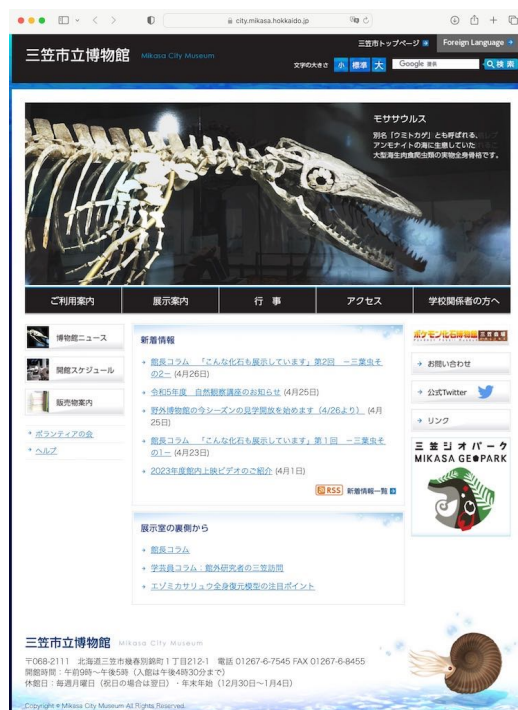 city.mikasa.hokkaido.jp
三笠市立博物館 Mikasa City Museum
三笠市トップページ
Foreign Language
文字の大きさ 小 標準 大
Google
検索
モササウルス
別名「ウミトカゲ」とも呼ばれる、
アンモナイトの海に生息していた
大型海生肉食爬虫類の実物全身骨格です。
ご利用案内 展示案内 行事 アクセス 学校関係者の方へ
博物館ニュース
開館スケジュール
販売物案内
ボランティアの会
ヘルプ
新着情報
館長コラム 「こんな化石も展示しています」第2回 −三葉虫そ
の2− (4月26日)
令和5年度 自然観察講座のお知らせ (4月25日)
野外博物館の今シーズンの見学開放を始めます（4/26より） (4月
25日)
館長コラム 「こんな化石も展示しています」第1回 −三葉虫そ
の1− (4月23日)
2023年度館内上映ビデオのご紹介 (4月1日)
RSS 新着情報一覧
展示室の裏側から
館長コラム
学芸員コラム：館外研究者の三笠訪問
エゾミカサリュウ全身復元模型の注目ポイント
ポケモン化石博物館
お問い合わせ
公式Twitter
リンク
三笠ジオパーク
MIKASA GEOPARK
三笠市立博物館 Mikasa City Museum
〒068-2111 北海道三笠市幾春別錦町1丁目212-1 電話 01267-6-7545 FAX 01267-6-8455
開館時間：午前9時〜午後5時（入館は午後4時30分まで）
休館日：毎週月曜日（祝日の場合は翌日）・年末年始（12月30日〜1月4日）
Copyright © Mikasa City Museum All Rights Reserved.